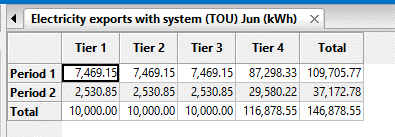 Electricity exports with system (TOU) Jun (kWh)
Tier 1 Tier 2 Tier 3 Tier 4 Total
Period 1 7,469.15 7,469.15 7,469.15 87,298.33 109,705.77
Period 2 2,530.85 2,530.85 2,530.85 29,580.22 37,172.78
Total 10,000.00 10,000.00 10,000.00 116,878.55 146,878.55